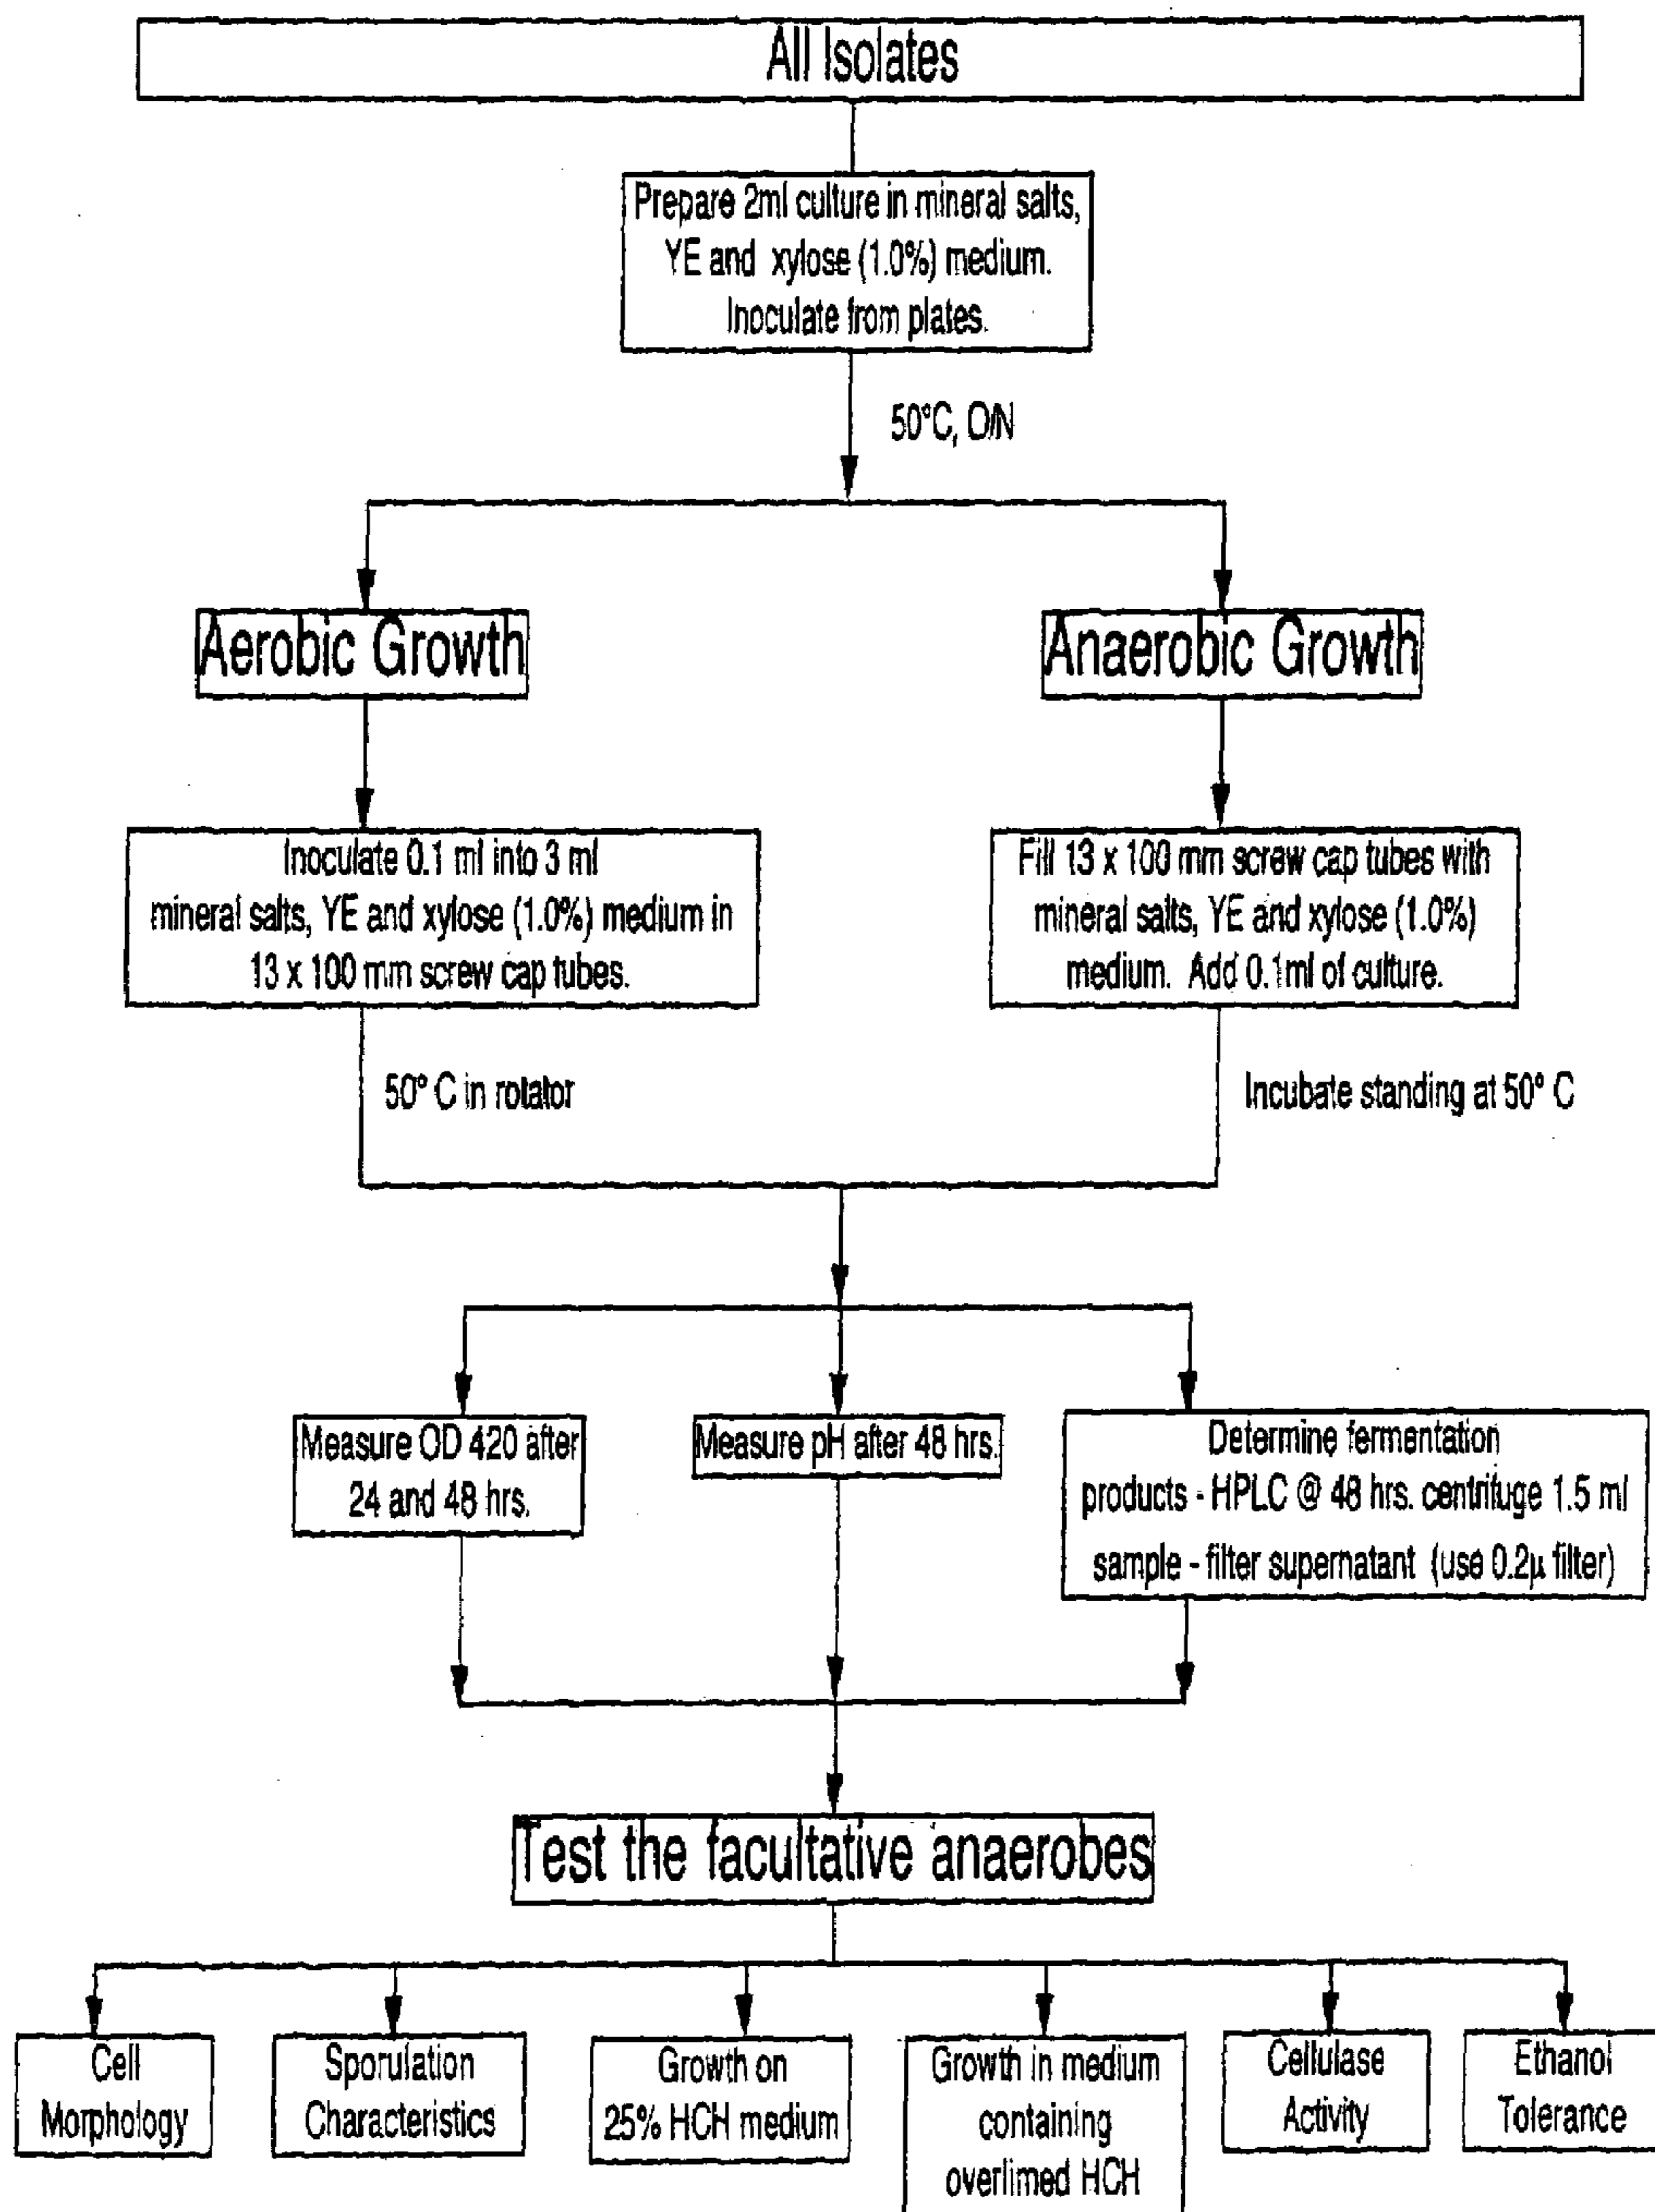 All Isolates
Prepare 2ml culture in mineral salts,
YE and xylose (1.0%) medium.
Inoculate from plates.
50°C, O/N
Aerobic Growth
Anaerobic Growth
Inoculate 0.1 ml into 3 ml
mineral salts, YE and xylose (1.0%) medium in
13 x 100 mm screw cap tubes.
Fill 13 x 100 mm screw cap tubes with
mineral salts, YE and xylose (1.0%)
medium. Add 0.1ml of culture.
50° C in rotator
Incubate standing at 50° C
Measure OD 420 after
24 and 48 hrs.
Measure pH after 48 hrs.
Determine fermentation
products - HPLC @ 48 hrs. centrifuge 1.5 ml
sample - filter supernatant (use 0.2µ filter)
Test the facultative anaerobes
Cell
Morphology
Sporulation
Characteristics
Growth on
25% HCH medium
Growth in medium
containing
overlimed HCH
Cellulase
Activity
Ethanol
Tolerance